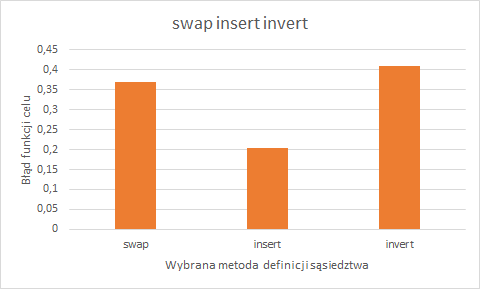 swap insert invert
0,45
0,4
0,35
0,3
0,25
0,2
0,15
0,1
0,05
0
Błąd funkcji celu
swap insert invert
Wybrana metoda definicji sąsiedztwa